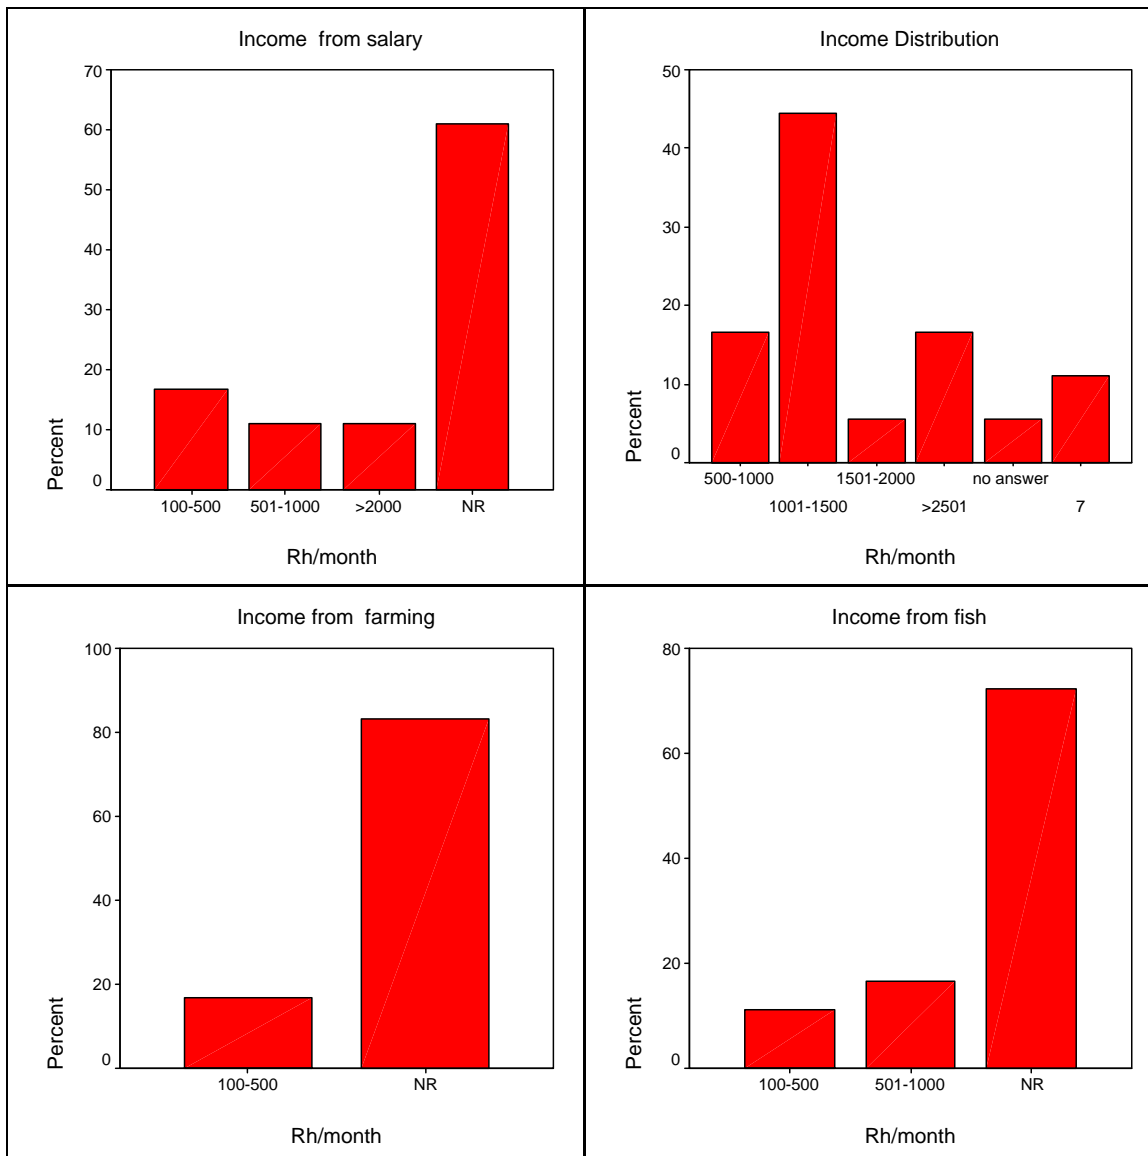 Income from salary
70
60
50
40
30
20
10
0
Percent
100-500 501-1000 >2000 NR
Rh/month
Income Distribution
50
40
30
20
10
0
Percent
500-1000 1501-2000 no answer
1001-1500 >2501 7
Rh/month
Income from farming
100
80
60
40
20
0
Percent
100-500 NR
Rh/month
Income from fish
80
60
40
20
0
Percent
100-500 501-1000 NR
Rh/month